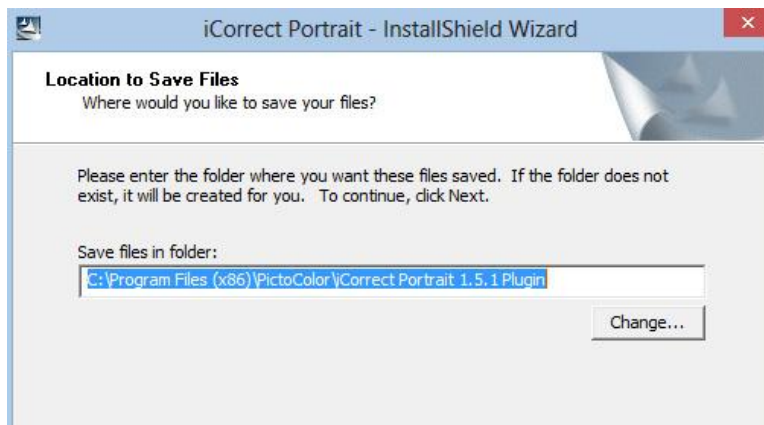 iCorrect Portrait - InstallShield Wizard
Location to Save Files
Where would you like to save your files?
Please enter the folder where you want these files saved.  If the folder does not
exist, it will be created for you.   To continue, click Next.
Save files in folder:
C:\Program Files (x86)\PictoColor\iCorrect Portrait 1.5.1 Plugin
Change...